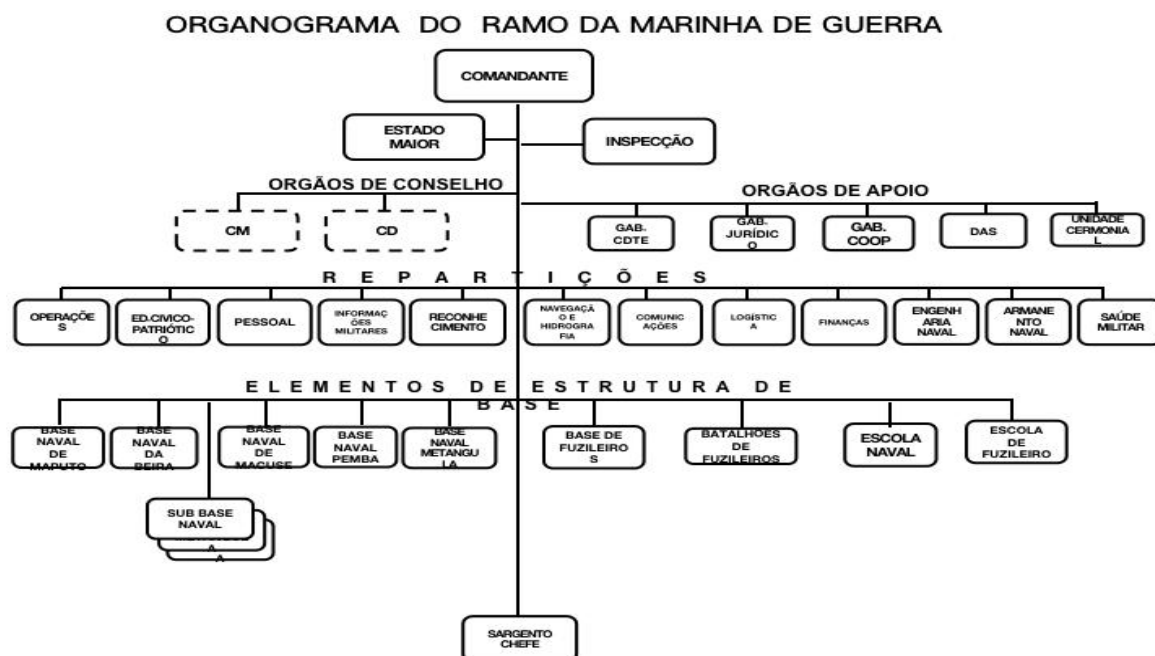 ORGANOGRAMA DO RAMO DA MARINHA DE GUERRA
COMANDANTE
ESTADO
MAIOR
INSPECÇÃO
ORGÃOS DE CONSELHO
ORGÃOS DE APOIO
CM
CD
GAB-
CDTE
GAB-
JURÍDIC
O
GAB.
COOP
DAS
UNIDADE
CERMONIA
L
R E P A R T I Ç Õ E S
OPERAÇÕE
S
ED.CIVICO-
PATRIÓTIC
O
PESSOAL
INFORMAÇ
ÕES
MILITARES
RECONHE
CIMENTO
NAVEGAÇÃ
O E
HIDROGRA
FIA
COMUNIC
AÇÕES
LOGÍSTIC
A
FINANÇAS
ENGENH
ARIA
NAVAL
ARMANE
NTO
NAVAL
SAÚDE
MILITAR
E L E M E N T O S D E E S T R U T U R A D E
B A S E
BASE
NAVAL
DE
MAPUTO
BASE
NAVAL
DA
BEIRA
BASE
NAVAL
DE
MACUSE
BASE
NAVAL
PEMBA
BASE
NAVAL
METANGU
LA
BASE DE
FUZILEIRO
S
BATALHÕES
DE
FUZILEIROS
ESCOLA
NAVAL
ESCOLA
DE
FUZILEIRO
SUB BASE
NAVAL
A
A
SARGENTO
CHEFE